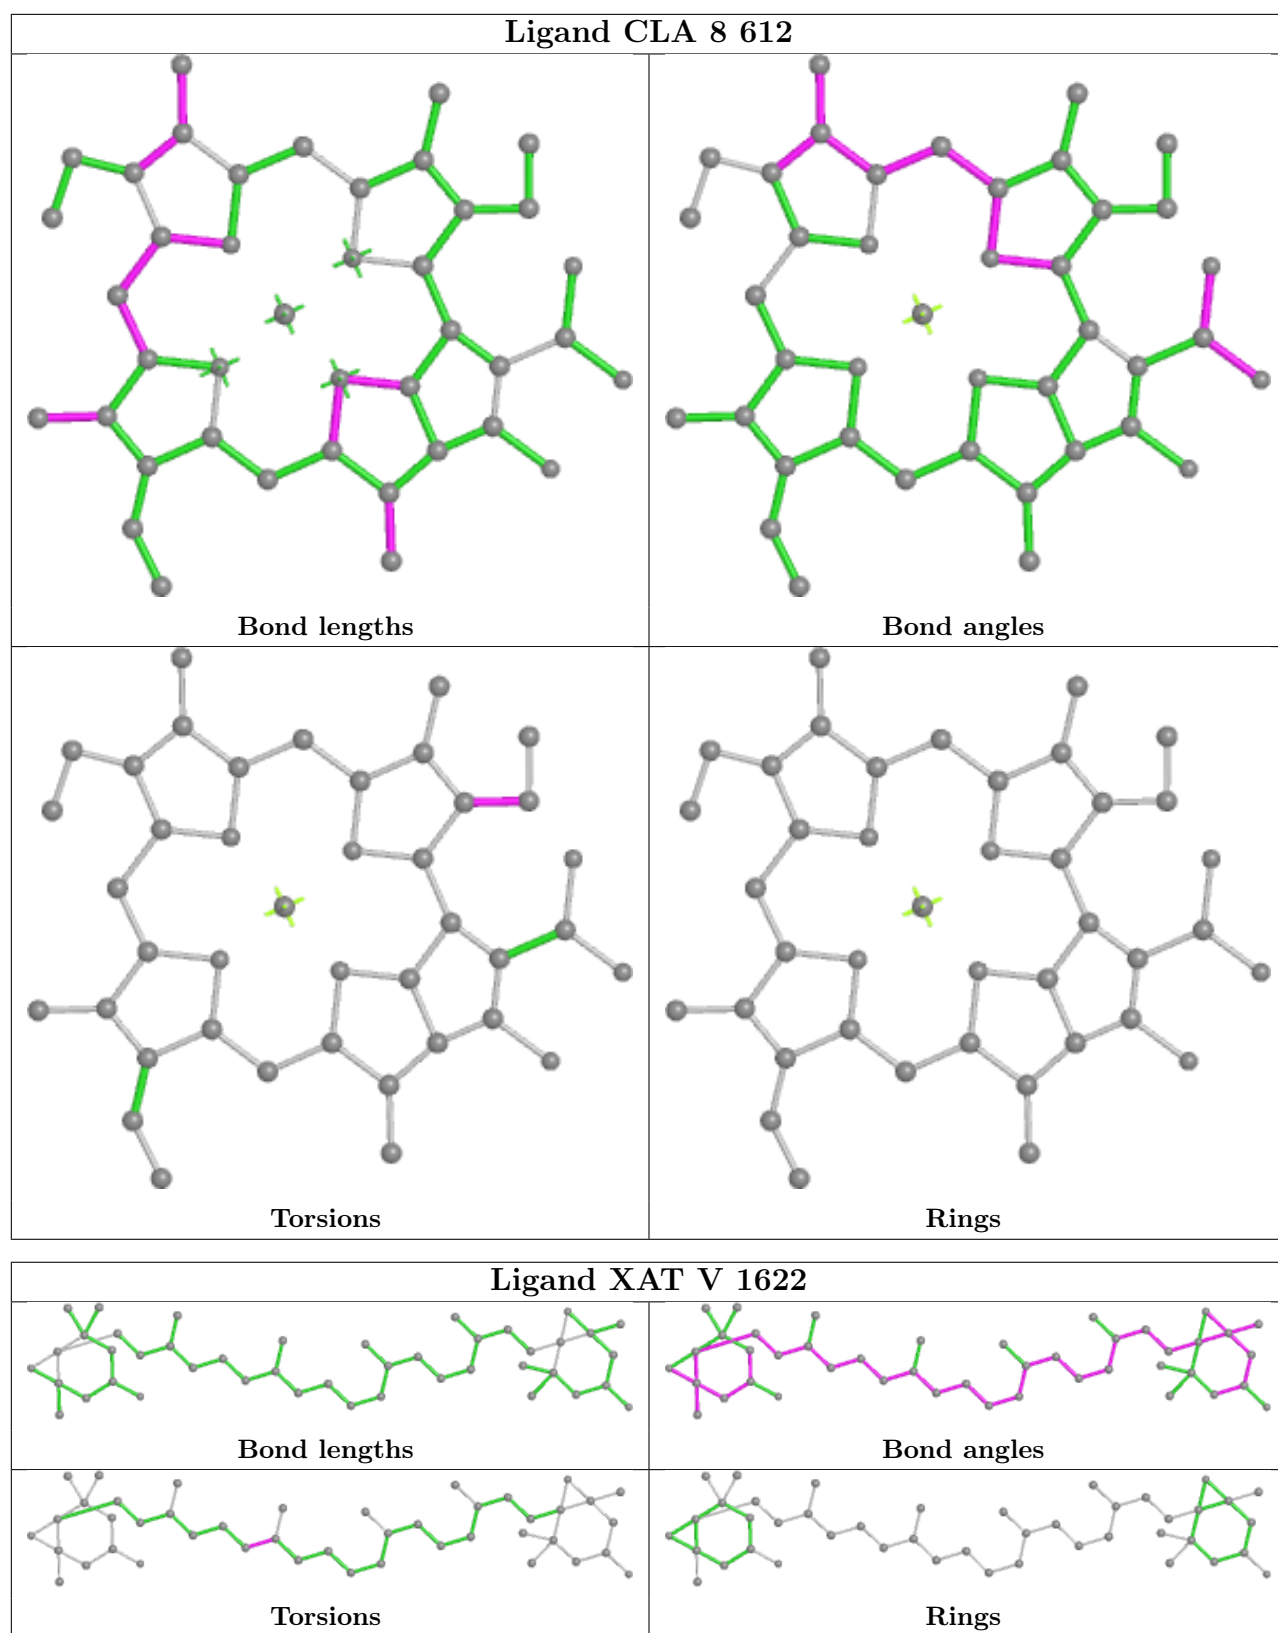 Ligand CLA 8 612
Bond lengths
Bond angles
Torsions
Rings
Ligand XAT V 1622
Bond lengths
Bond angles
Torsions
Rings